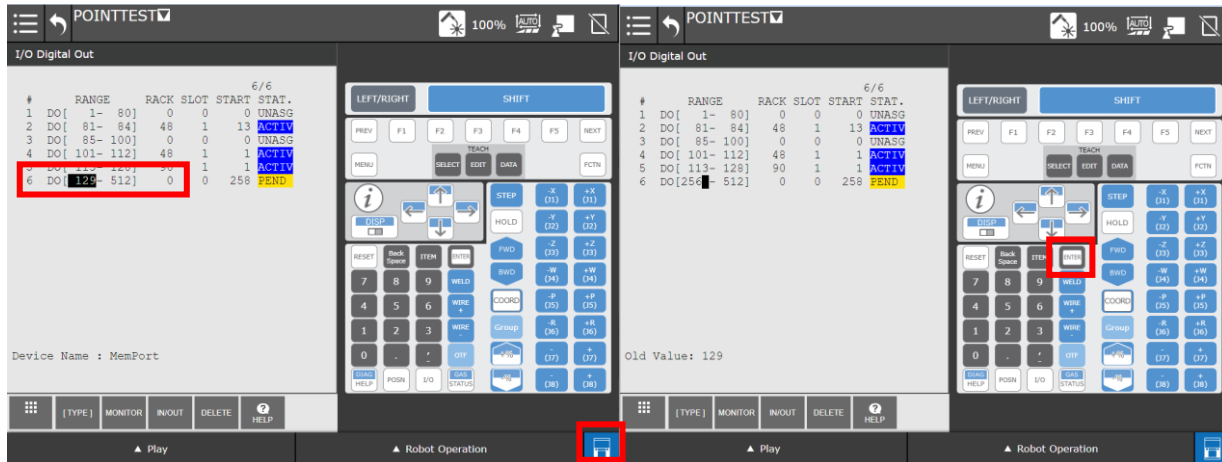 POINTTEST
100% AUTO
I/O Digital Out
6/6
# RANGE RACK SLOT START STAT.
1 DO[ 1- 80] 0 0 0 UNASG
2 DO[ 81- 84] 48 1 13 ACTIV
3 DO[ 85- 100] 0 0 0 UNASG
4 DO[ 101- 112] 48 1 1 ACTIV
5 DO[ 113- 128] 90 1 1 ACTIV
6 DO[ 129- 512] 0 0 258 PEND
Device Name : MemPort
[TYPE] MONITOR IN/OUT DELETE ? HELP
▲ Play
LEFT/RIGHT SHIFT
PREV F1 F2 F3 F4 F5 NEXT
TEACH
MENU SELECT EDIT DATA FCTN
i STEP -X (J1) +X (J1)
DISP HOLD -Y (J2) +Y (J2)
RESET Back Space ITEM ENTER FWD -Z (J3) +Z (J3)
7 8 9 WELD BWD -W (J4) +W (J4)
4 5 6 WIRE + COORD -P (J5) +P (J5)
1 2 3 WIRE - Group -R (J6) +R (J6)
0 . OTF +% - (J7) + (J7)
DIAG HELP POSN I/O GAS STATUS -% - (J8) + (J8)
▲ Robot Operation
POINTTEST
100% AUTO
I/O Digital Out
6/6
# RANGE RACK SLOT START STAT.
1 DO[ 1- 80] 0 0 0 UNASG
2 DO[ 81- 84] 48 1 13 ACTIV
3 DO[ 85- 100] 0 0 0 UNASG
4 DO[ 101- 112] 48 1 1 ACTIV
5 DO[ 113- 128] 90 1 1 ACTIV
6 DO[256 - 512] 0 0 258 PEND
Old Value: 129
[TYPE] MONITOR IN/OUT DELETE ? HELP
▲ Play
LEFT/RIGHT SHIFT
PREV F1 F2 F3 F4 F5 NEXT
TEACH
MENU SELECT EDIT DATA FCTN
i STEP -X (J1) +X (J1)
DISP HOLD -Y (J2) +Y (J2)
RESET Back Space ITEM ENTER FWD -Z (J3) +Z (J3)
7 8 9 WELD BWD -W (J4) +W (J4)
4 5 6 WIRE + COORD -P (J5) +P (J5)
1 2 3 WIRE - Group -R (J6) +R (J6)
0 . OTF +% - (J7) + (J7)
DIAG HELP POSN I/O GAS STATUS -% - (J8) + (J8)
▲ Robot Operation